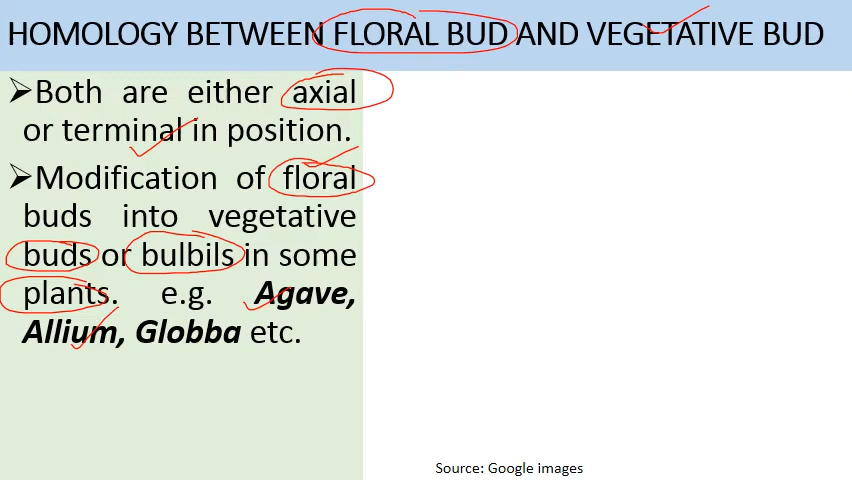 HOMOLOGY BETWEEN FLORAL BUD AND VEGETATIVE BUD
➢Both are either axial
or terminal in position.
➢Modification of floral
buds into vegetative
buds or bulbils in some
plants. e.g. Agave,
Allium, Globba etc.
Source: Google images